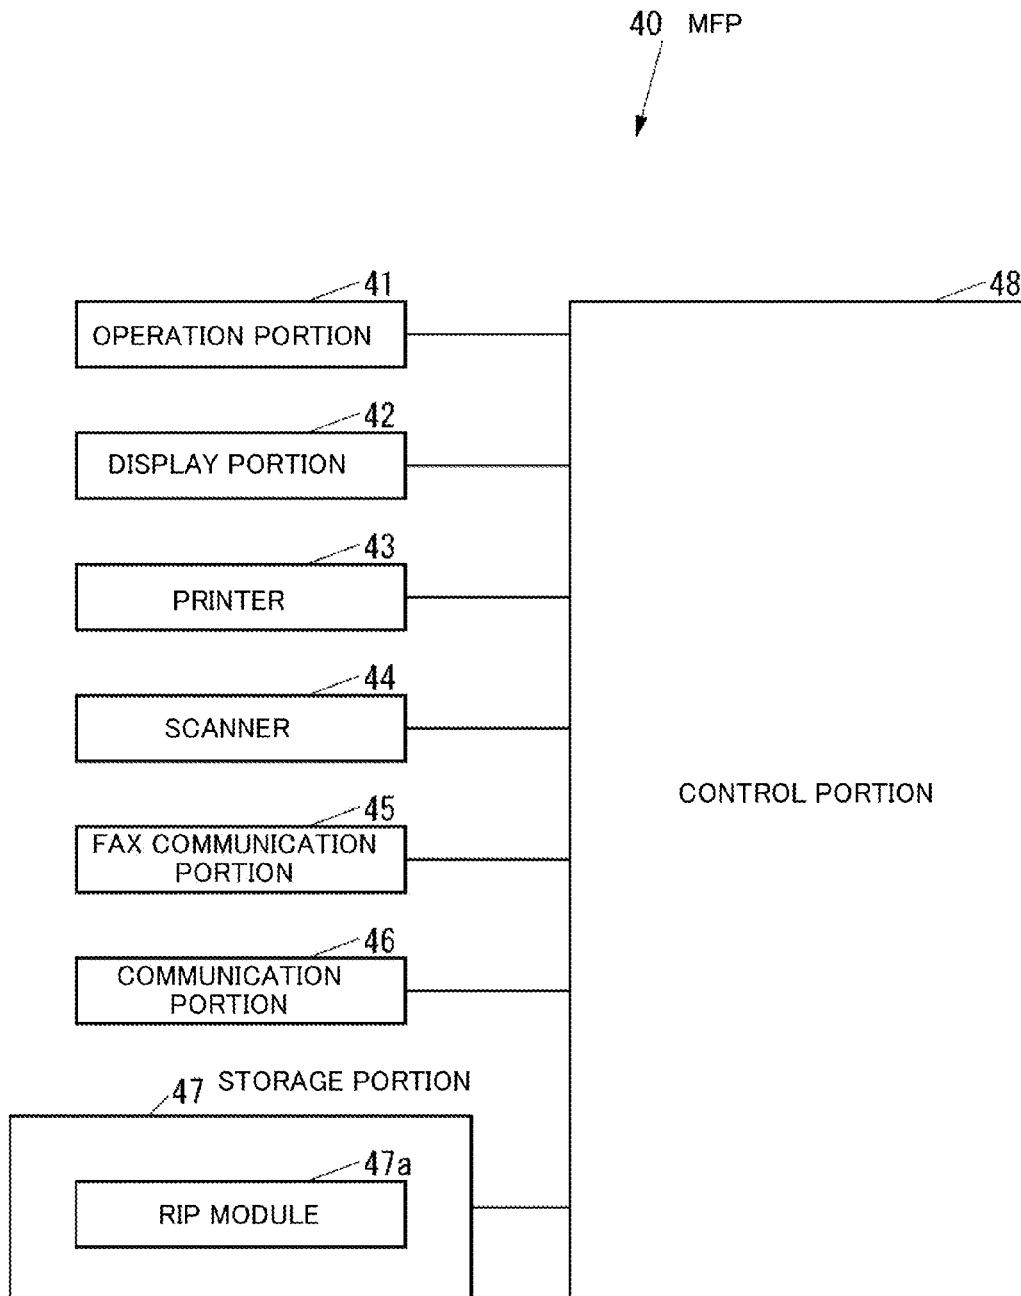 40 MFP
41
48
OPERATION PORTION
42
DISPLAY PORTION
43
PRINTER
44
SCANNER
CONTROL PORTION
45
FAX COMMUNICATION
PORTION
46
COMMUNICATION
PORTION
47 STORAGE PORTION
47a
RIP MODULE